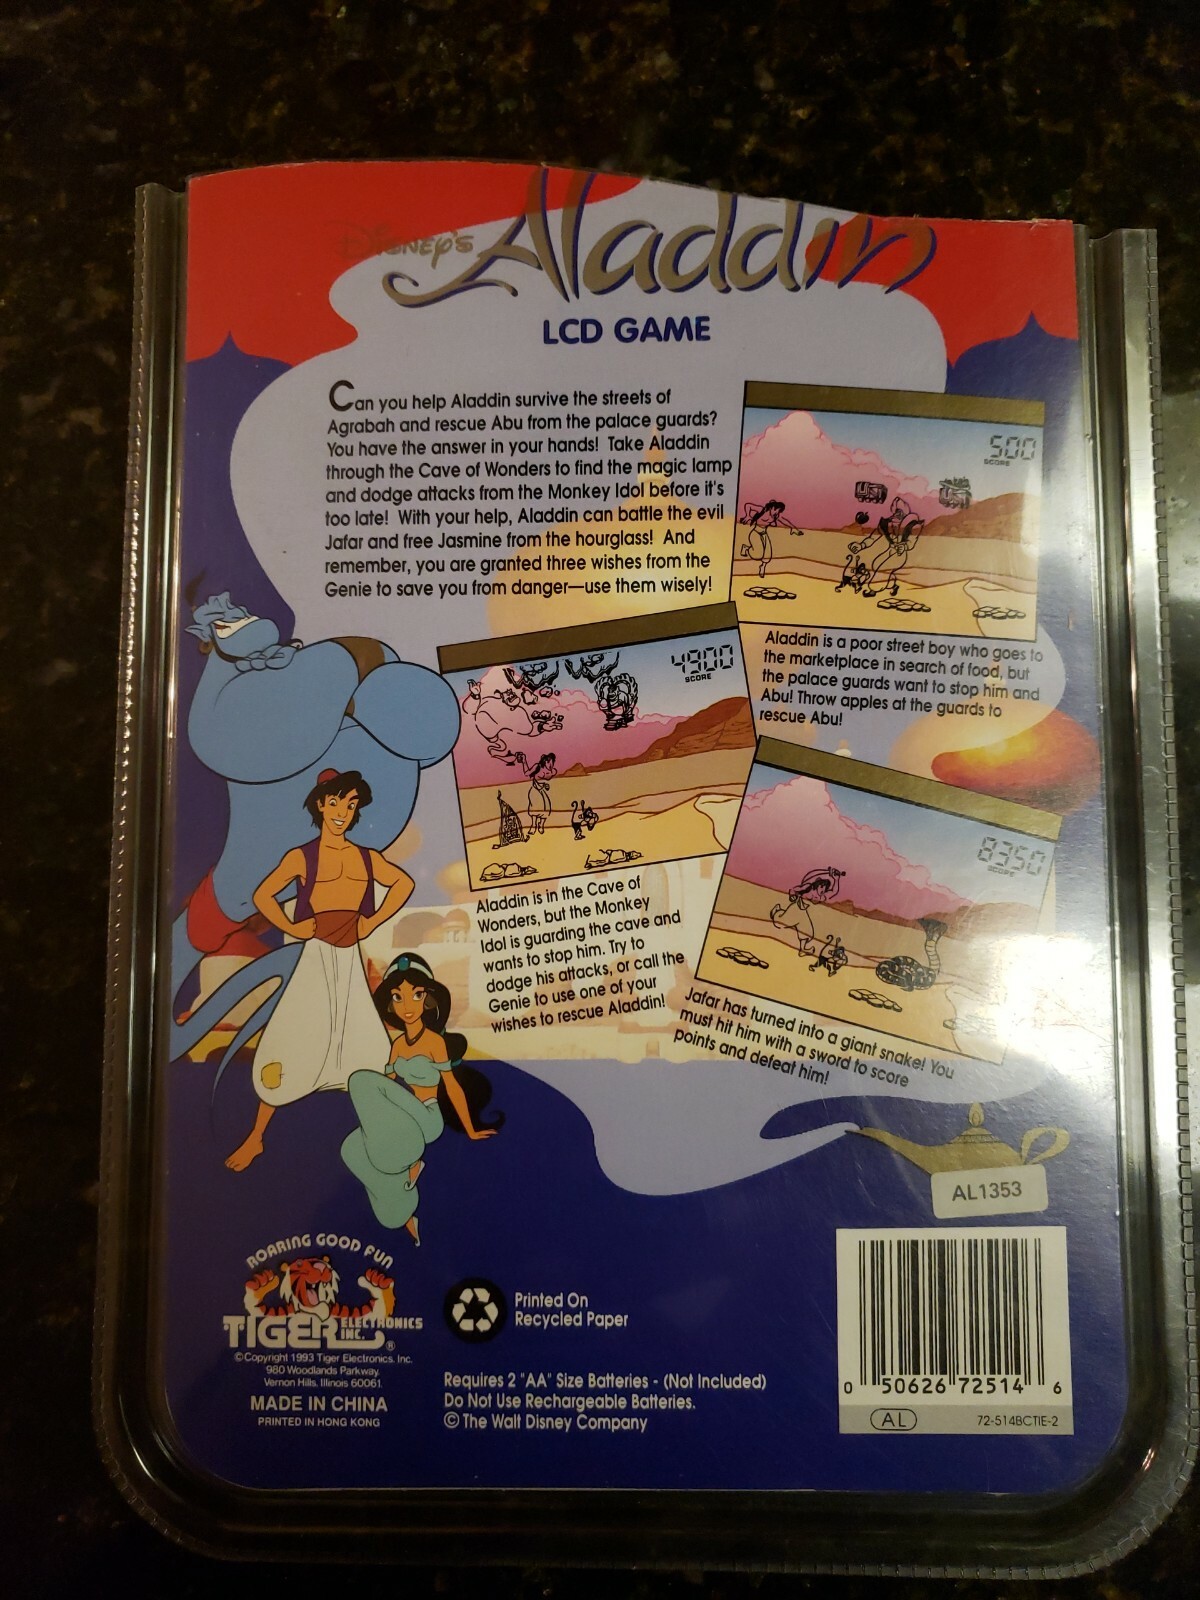 DISNEY'S Aladdin
LCD GAME
Can you help Aladdin survive the streets of
Agrabah and rescue Abu from the palace guards?
You have the answer in your hands! Take Aladdin
through the Cave of Wonders to find the magic lamp
and dodge attacks from the Monkey Idol before it's
too late! With your help, Aladdin can battle the evil
Jafar and free Jasmine from the hourglass! And
remember, you are granted three wishes from the
Genie to save you from danger—use them wisely!
500
SCORE
Aladdin is a poor street boy who goes to
the marketplace in search of food, but
the palace guards want to stop him and
Abu! Throw apples at the guards to
rescue Abu!
4900
SCORE
Aladdin is in the Cave of
Wonders, but the Monkey
Idol is guarding the cave and
wants to stop him. Try to
dodge his attacks, or call the
Genie to use one of your
wishes to rescue Aladdin!
8350
SCORE
Jafar has turned into a giant snake! You
must hit him with a sword to score
points and defeat him!
AL1353
ROARING GOOD FUN
TIGER ELECTRONICS INC.®
© Copyright 1993 Tiger Electronics, Inc.
980 Woodlands Parkway,
Vernon Hills, Illinois 60061.
MADE IN CHINA
PRINTED IN HONG KONG
Printed On
Recycled Paper
Requires 2 "AA" Size Batteries - (Not Included)
Do Not Use Rechargeable Batteries.
© The Walt Disney Company
0 50626 72514 6
AL 72-514BCTIE-2